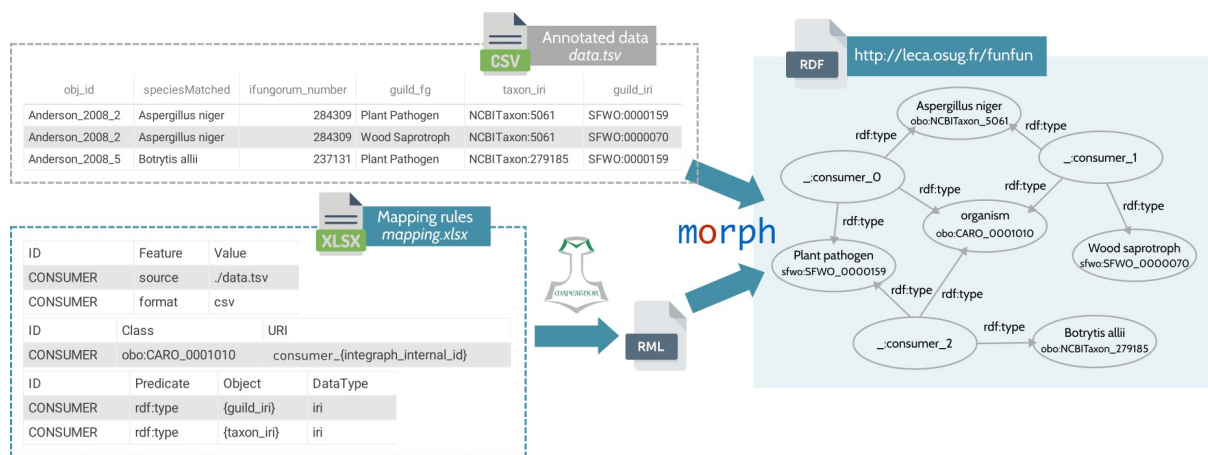 Annotated data
data.tsv
CSV
obj_id speciesMatched ifungorum_number guild_fg taxon_iri guild_iri
Anderson_2008_2 Aspergillus niger 284309 Plant Pathogen NCBITaxon:5061 SFWO:0000159
Anderson_2008_2 Aspergillus niger 284309 Wood Saprotroph NCBITaxon:5061 SFWO:0000070
Anderson_2008_5 Botrytis allii 237131 Plant Pathogen NCBITaxon:279185 SFWO:0000159
Mapping rules
mapping.xlsx
XLSX
ID Feature Value
CONSUMER source ./data.tsv
CONSUMER format csv
ID Class URI
CONSUMER obo:CARO_0001010 consumer_{integraph_internal_id}
ID Predicate Object DataType
CONSUMER rdf:type {guild_iri} iri
CONSUMER rdf:type {taxon_iri} iri
MAPEATHOR
RML
morph
RDF
http://leca.osug.fr/funfun
Aspergillus niger
obo:NCBITaxon_5061
rdf:type
rdf:type
_:consumer_0
_:consumer_1
rdf:type
rdf:type
rdf:type
rdf:type
organism
obo:CARO_0001010
Plant pathogen
sfwo:SFWO_0000159
Wood saprotroph
sfwo:SFWO_0000070
rdf:type
rdf:type
_:consumer_2
rdf:type
Botrytis allii
obo:NCBITaxon_279185